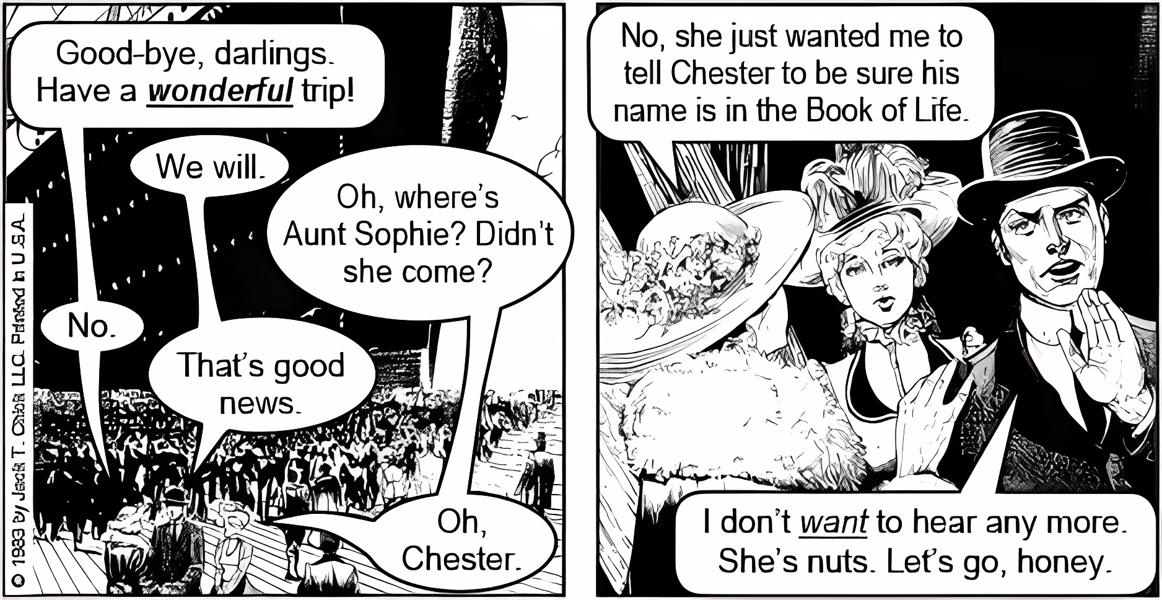 Good-bye, darlings.
Have a wonderful trip!
We will.
Oh, where's
Aunt Sophie? Didn't
she come?
No.
That's good
news.
Oh,
Chester.
© 1983 by Jack T. Chick LLC Printed in U.S.A.
No, she just wanted me to
tell Chester to be sure his
name is in the Book of Life.
I don't want to hear any more.
She's nuts. Let's go, honey.